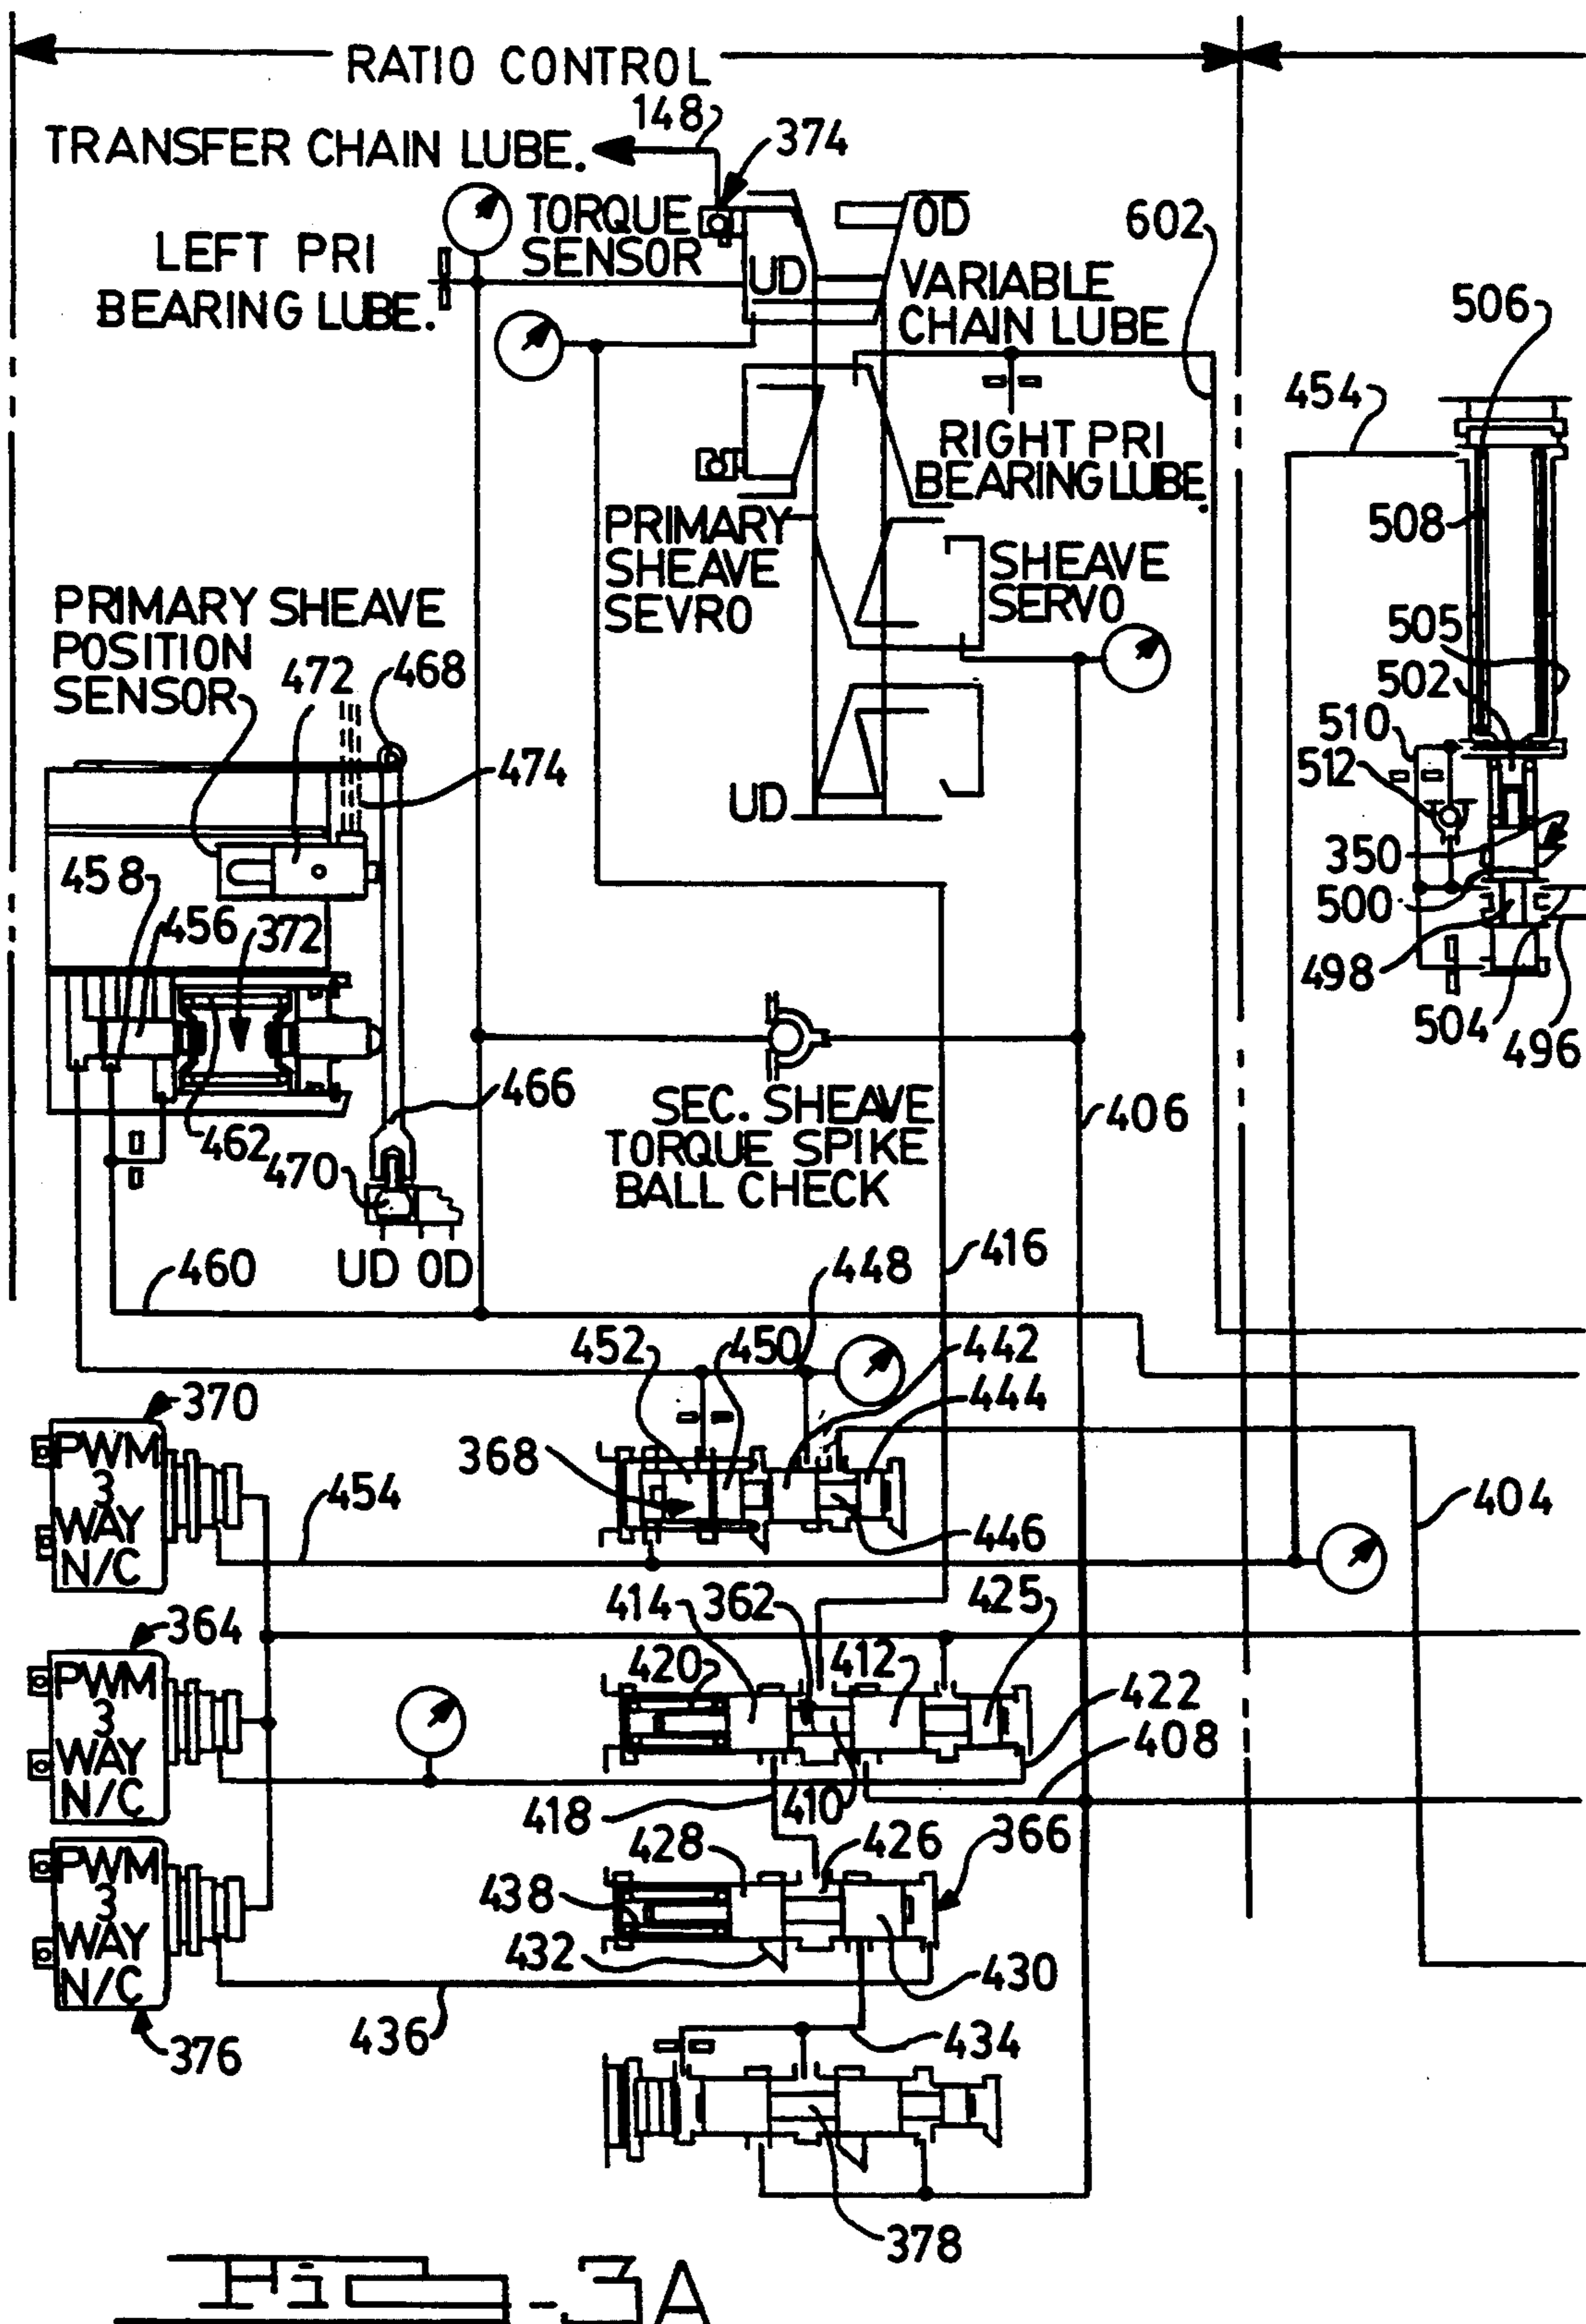 RATIO CONTROL
148
TRANSFER CHAIN LUBE.
374
TORQUE
SENSOR
OD
602
LEFT PRI
BEARING LUBE.
UD
VARIABLE
CHAIN LUBE
506
454
RIGHT PRI
BEARING LUBE.
508
PRIMARY
SHEAVE
SEVRO
SHEAVE
SERVO
PRIMARY SHEAVE
POSITION
SENSOR
472
468
505
502
510
512
474
UD
458
456
372
350
500
498
504
496
466
SEC. SHEAVE
TORQUE SPIKE
BALL CHECK
406
462
470
UD OD
460
416
448
452
450
442
444
370
PWM
3
WAY
N/C
368
454
446
404
364
414
362
425
PWM
3
WAY
N/C
420
412
422
408
418
410
366
PWM
3
WAY
N/C
428
426
438
432
430
436
434
376
378